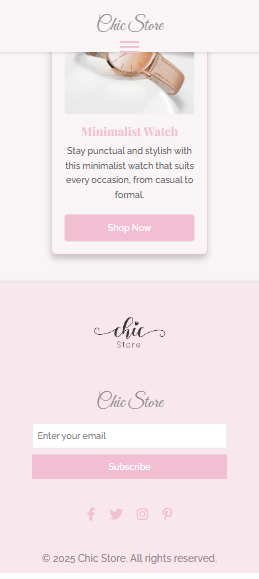 Chic Store
Minimalist Watch
Stay punctual and stylish with
this minimalist watch that suits
every occasion, from casual to
formal.
Shop Now
chic
Store
Chic Store
Enter your email
Subscribe
© 2025 Chic Store. All rights reserved.